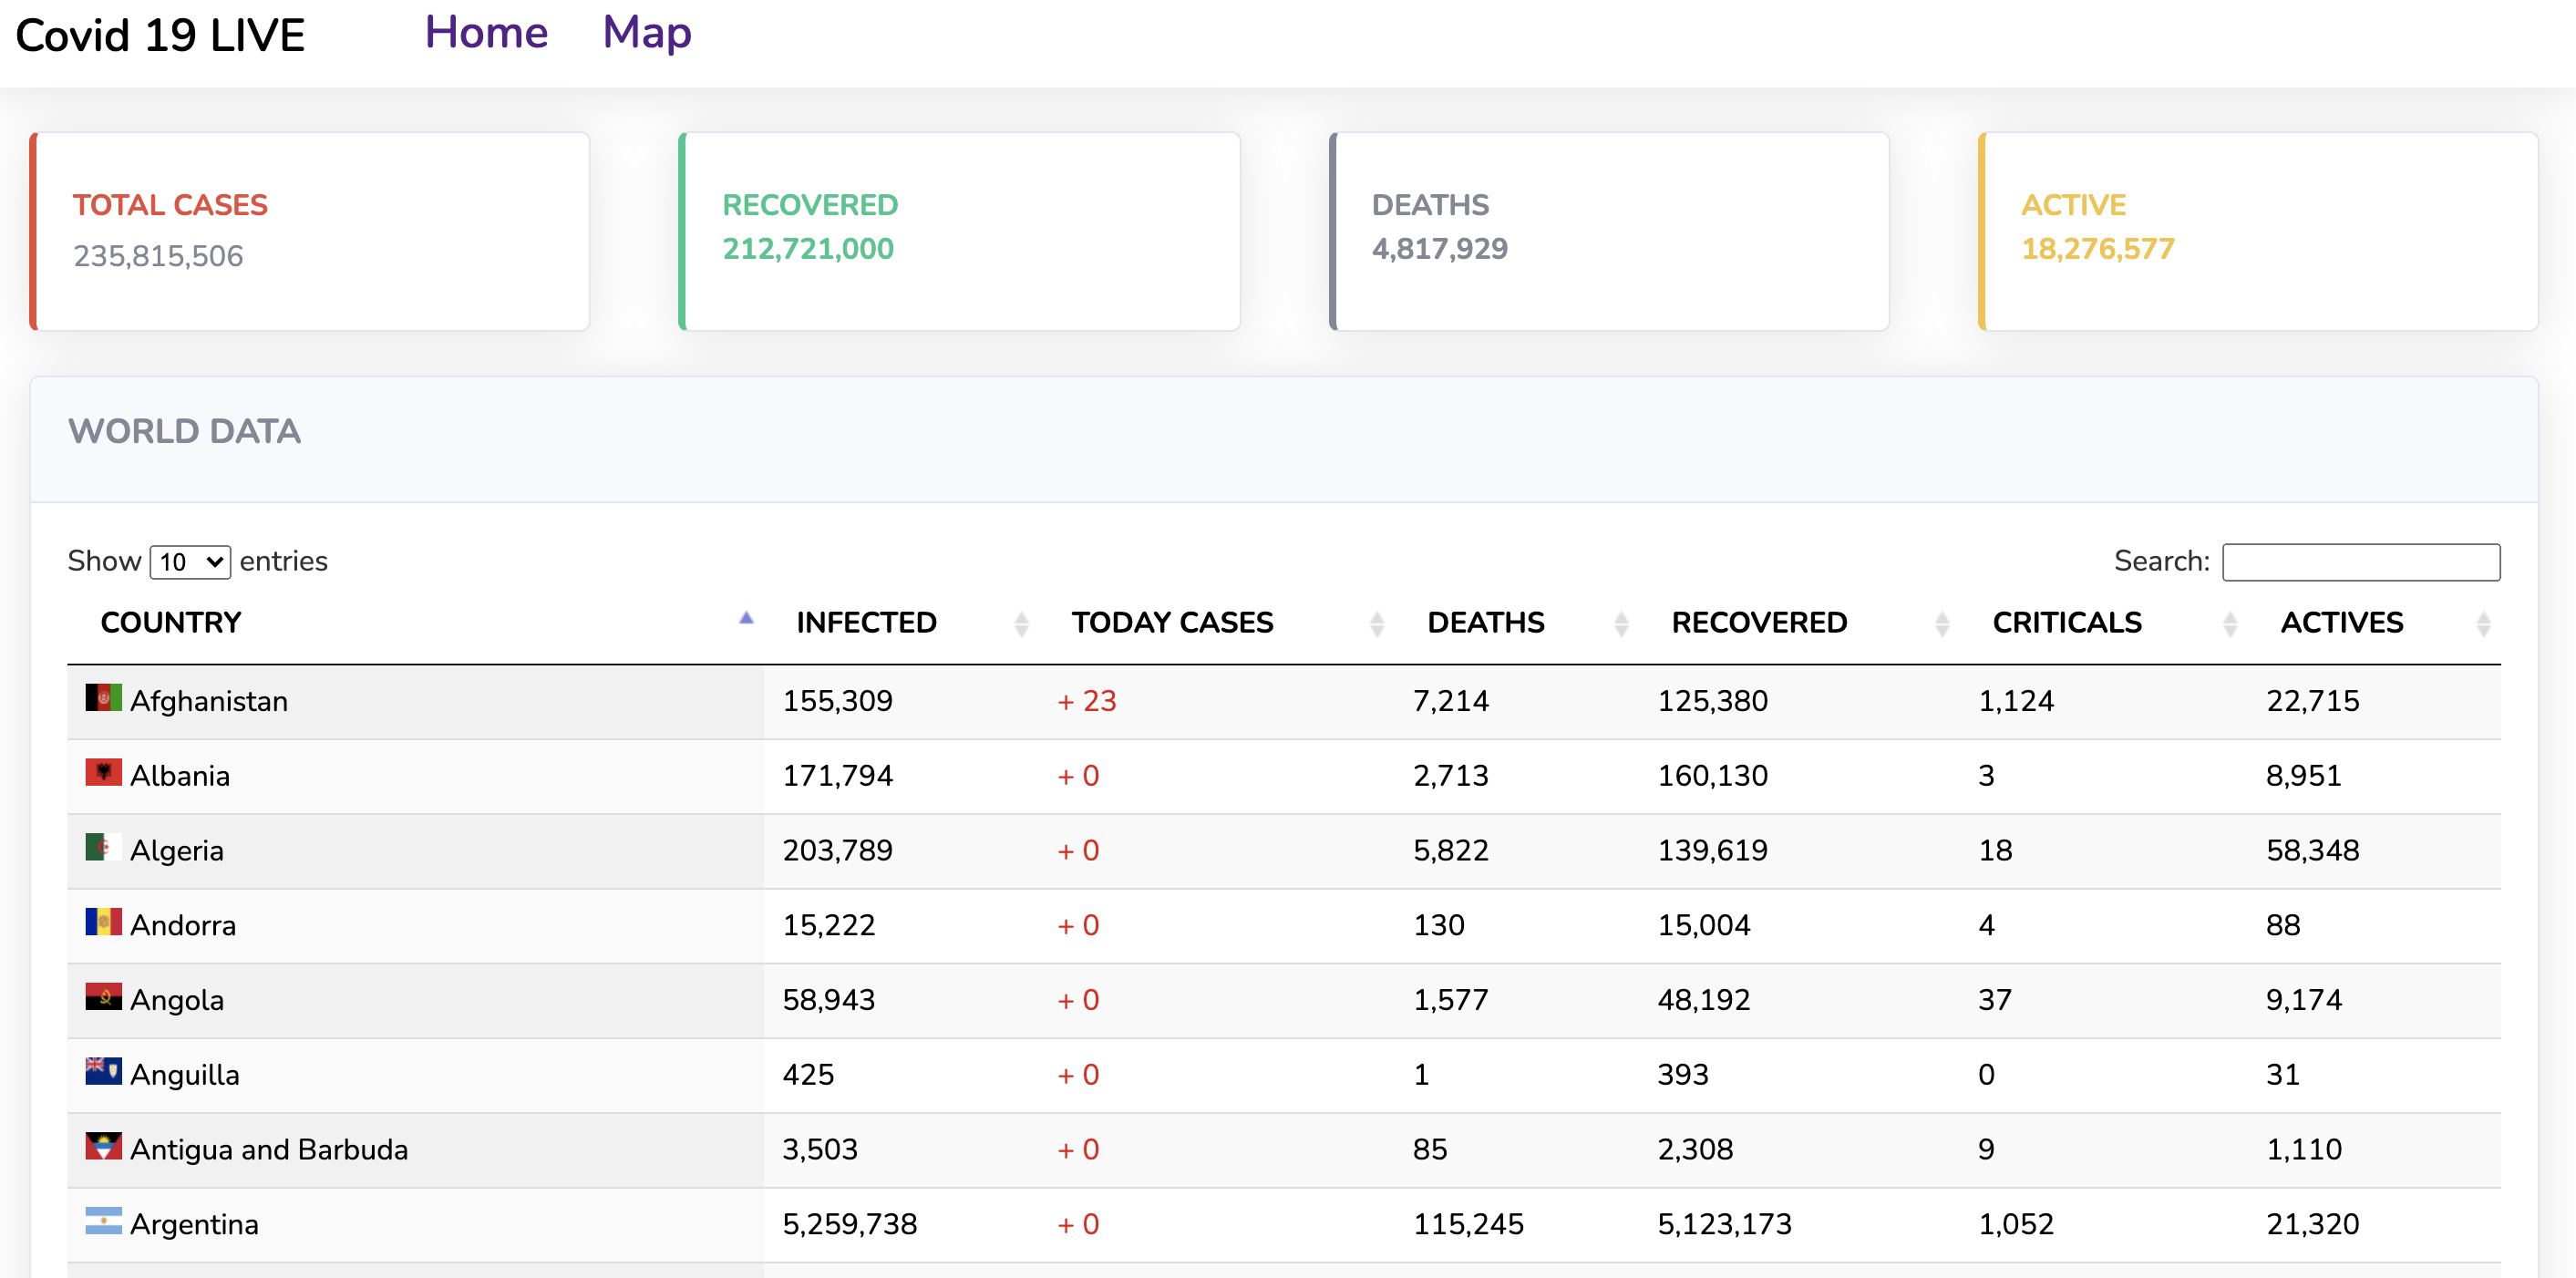 Covid 19 LIVE Home Map
TOTAL CASES RECOVERED DEATHS ACTIVE
235,815,506 212,721,000 4,817,929 18,276,577
WORLD DATA
Show 10 entries Search:
COUNTRY INFECTED TODAY CASES DEATHS RECOVERED CRITICALS ACTIVES
Afghanistan 155,309 + 23 7,214 125,380 1,124 22,715
Albania 171,794 + 0 2,713 160,130 3 8,951
Algeria 203,789 + 0 5,822 139,619 18 58,348
Andorra 15,222 + 0 130 15,004 4 88
Angola 58,943 + 0 1,577 48,192 37 9,174
Anguilla 425 + 0 1 393 0 31
Antigua and Barbuda 3,503 + 0 85 2,308 9 1,110
Argentina 5,259,738 + 0 115,245 5,123,173 1,052 21,320